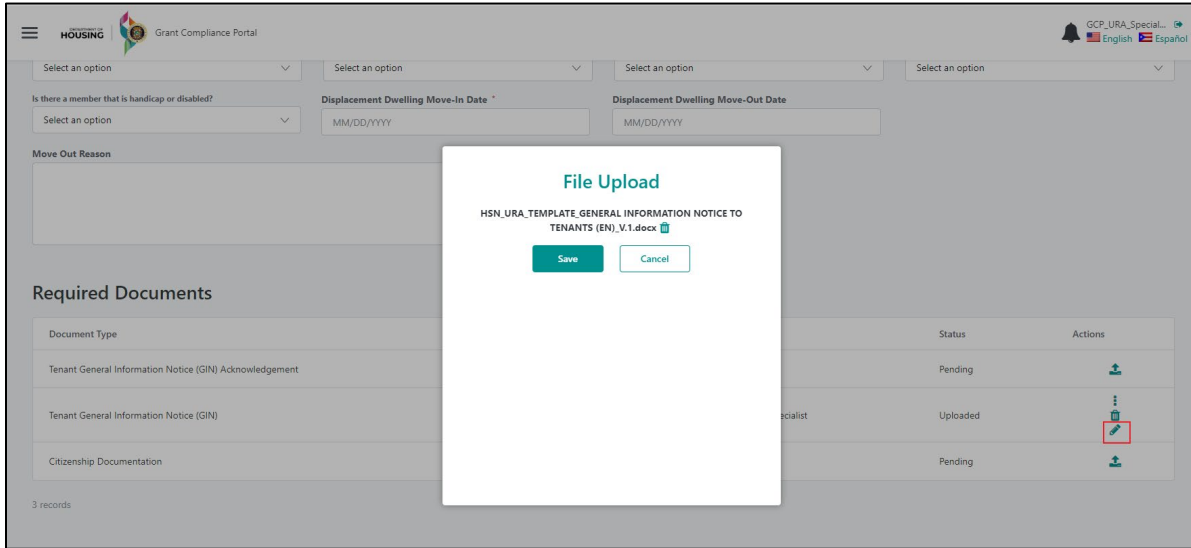 DEPARTMENT OF
HOUSING
Grant Compliance Portal
GCP_URA_Special...
English Español
Select an option Select an option Select an option Select an option
Is there a member that is handicap or disabled? Displacement Dwelling Move-In Date * Displacement Dwelling Move-Out Date
Select an option MM/DD/YYYY MM/DD/YYYY
Move Out Reason
File Upload
HSN_URA_TEMPLATE_GENERAL INFORMATION NOTICE TO
TENANTS (EN)_V.1.docx
Save Cancel
Required Documents
Document Type Status Actions
Tenant General Information Notice (GIN) Acknowledgement Pending
Tenant General Information Notice (GIN) ecialist Uploaded
Citizenship Documentation Pending
3 records